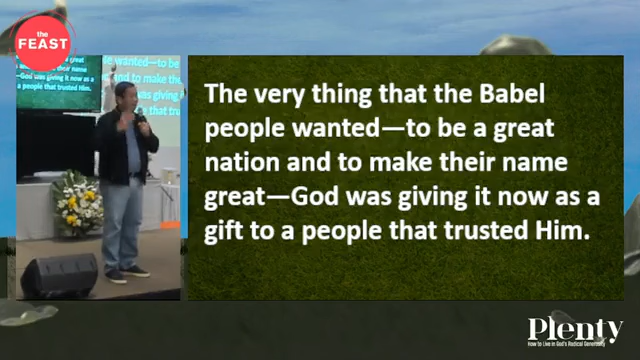 the
FEAST
The very thing that the Babel
people wanted—to be a great
nation and to make their name
great—God was giving it now as a
gift to a people that trusted Him.
Plenty
How to Live in God's Radical Generosity